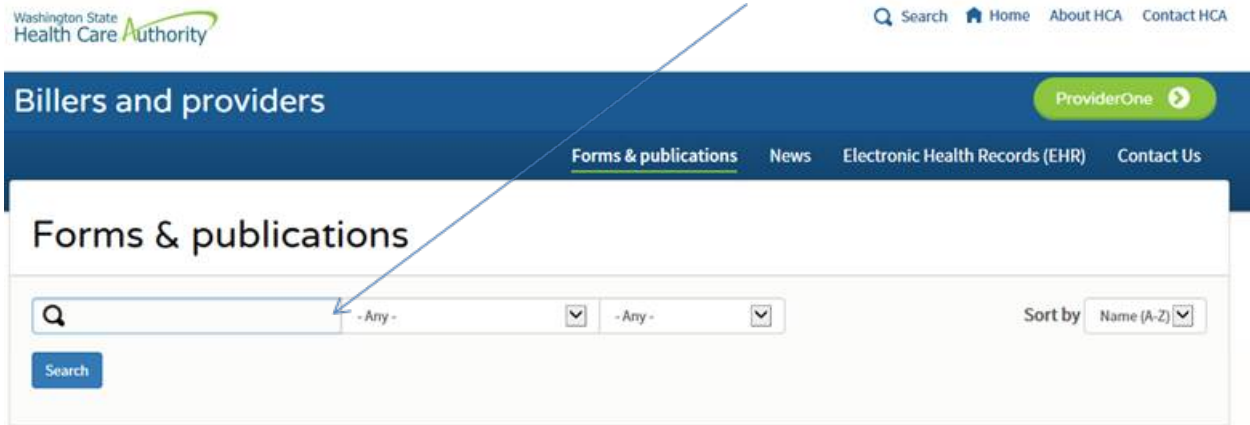 Washington State
Health Care Authority
Search Home About HCA Contact HCA
Billers and providers
ProviderOne
Forms & publications News Electronic Health Records (EHR) Contact Us
Forms & publications
- Any - - Any - Sort by Name (A-Z)
Search